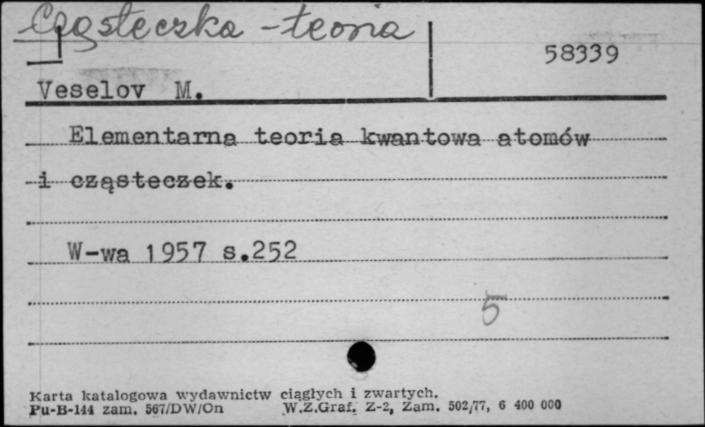 Cząsteczka - teoria
58339
Veselov M.
Elementarna teoria kwantowa atomów
i cząsteczek.
W-wa 1957 s.252
5
Karta katalogowa wydawnictw ciągłych i zwartych.
Pu-B-144 zam. 567/DW/On W.Z.Graf. Z-2, Zam. 502/77, 6 400 000